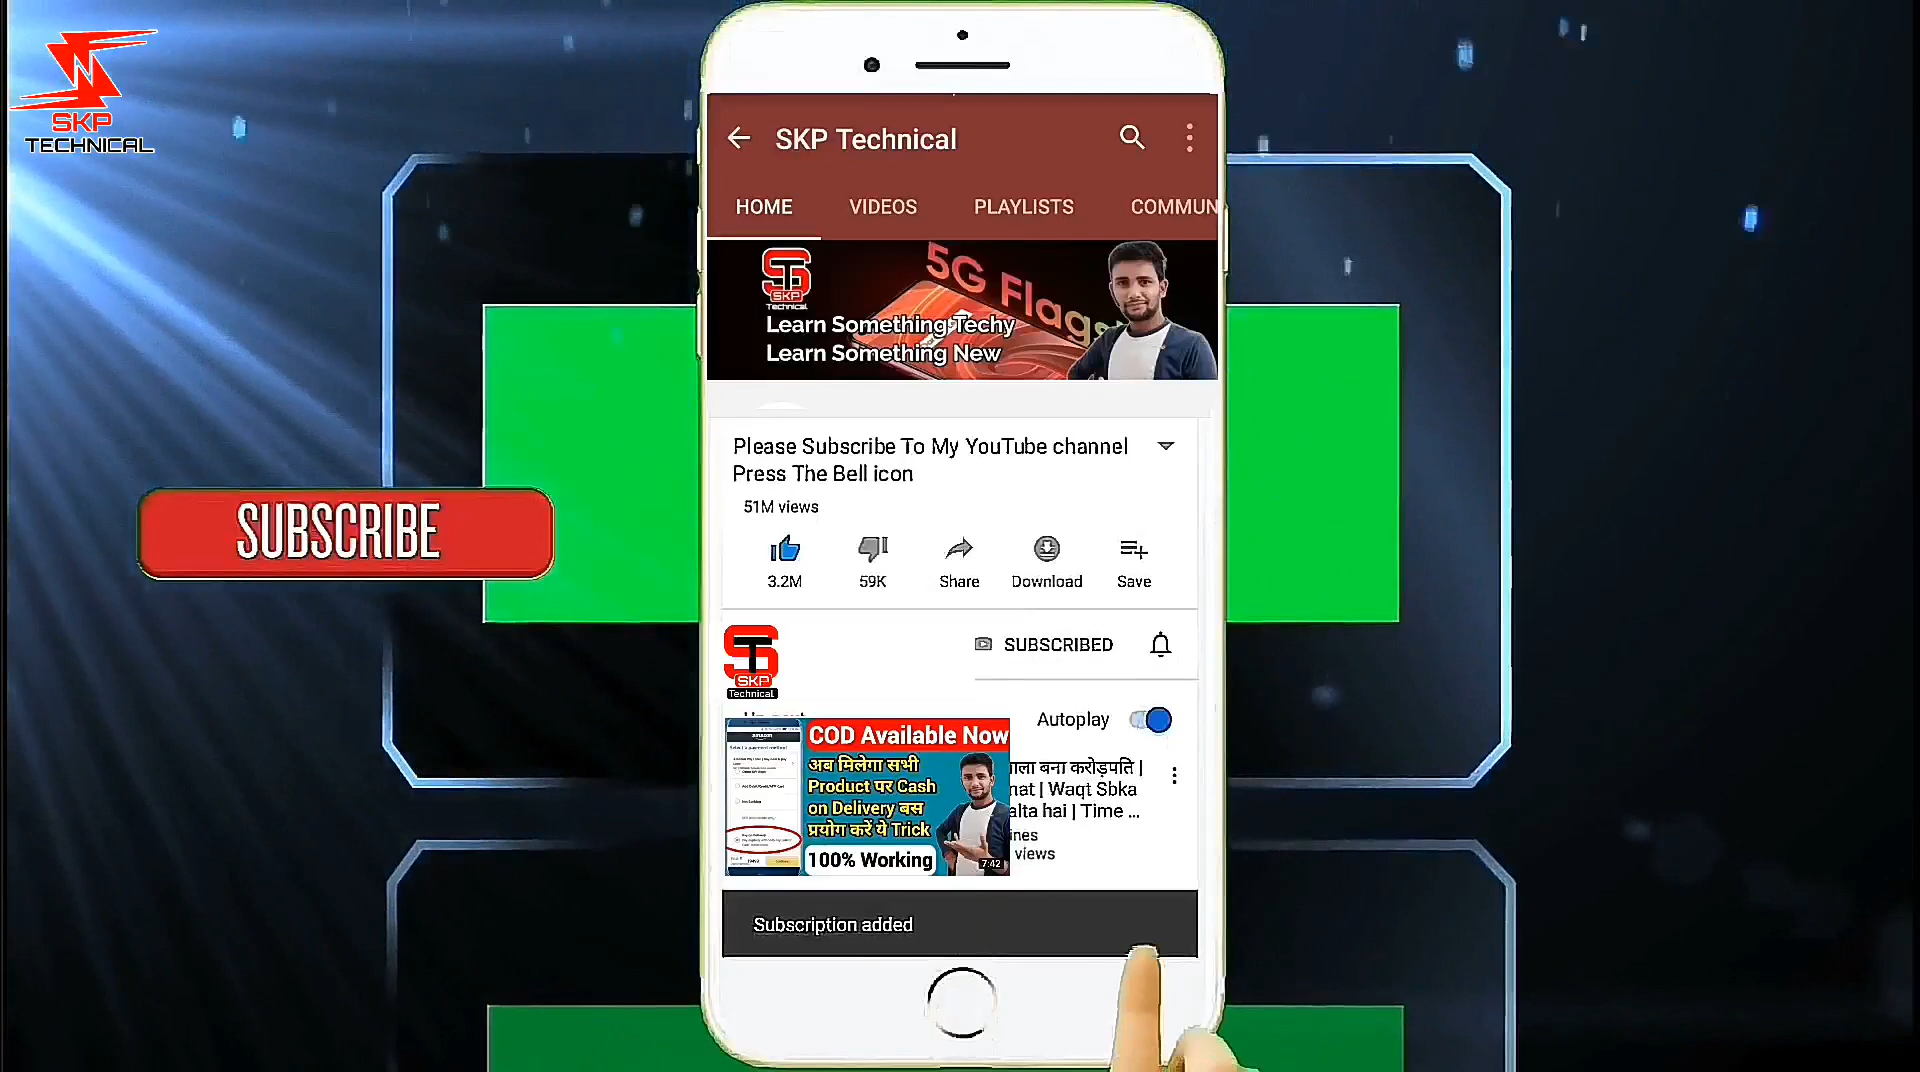 SKP
TECHNICAL
SKP Technical
HOME VIDEOS PLAYLISTS COMMUN
5G Flags
SKP
Technical
Learn Something Techy
Learn Something New
Please Subscribe To My YouTube channel
Press The Bell icon
51M views
3.2M 59K Share Download Save
SUBSCRIBE
SKP
Technical
SUBSCRIBED
Autoplay
amazon
COD Available Now
अब मिलेगा सभी
Product पर Cash
on Delivery बस
प्रयोग करें ये Trick
100% Working
7:42
ाला बना करोड़पति |
nat | Waqt Sbka
alta hai | Time ...
ines
views
Subscription added